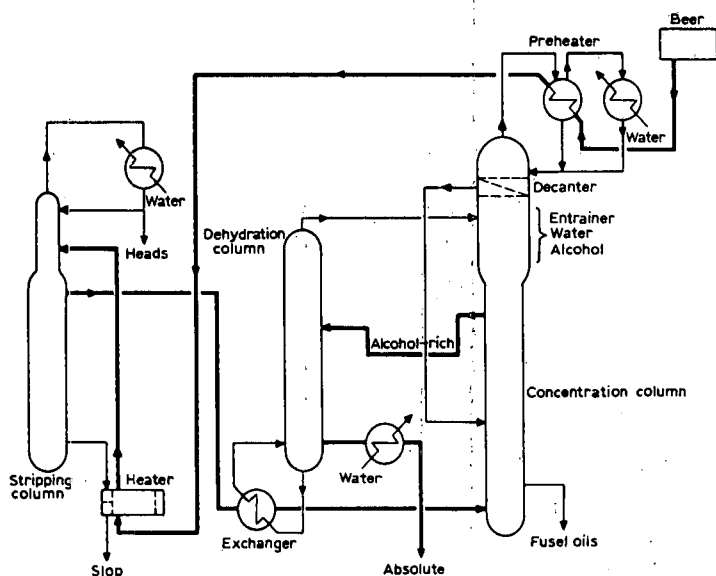 Beer
Preheater
Water
Decanter
Water
Heads
Dehydration
column
Entrainer
Water
Alcohol
Alcohol-rich
Concentration column
Stripping
column
Heater
Water
Exchanger
Fusel oils
Slop
Absolute